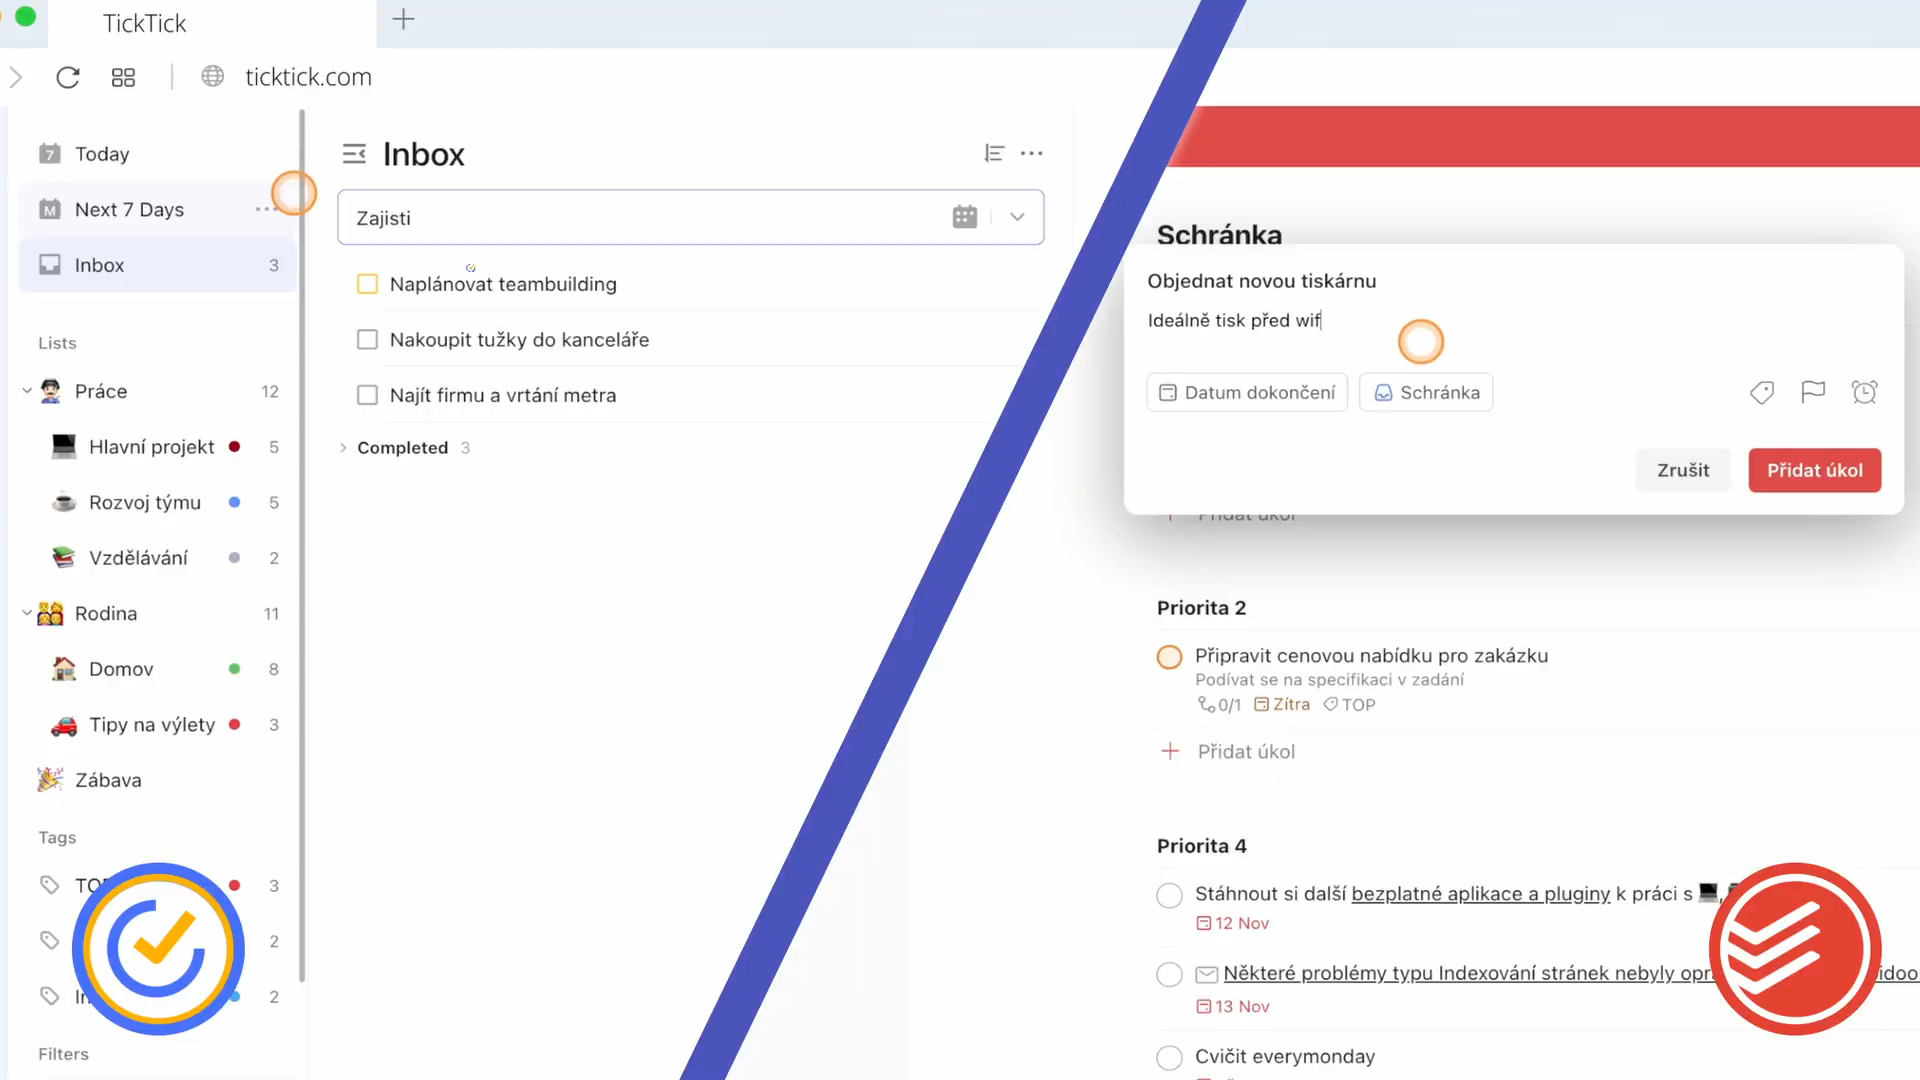 TickTick
ticktick.com
Today
Next 7 Days
Inbox 3
Lists
Práce 12
Hlavní projekt 5
Rozvoj týmu 5
Vzdělávání 2
Rodina 11
Domov 8
Tipy na výlety 3
Zábava
Tags
3
2
2
Filters
Inbox
Zajisti
Naplánovat teambuilding
Nakoupit tužky do kanceláře
Najít firmu a vrtání metra
Completed 3
Schránka
Objednat novou tiskárnu
Ideálně tisk před wif
Datum dokončení Schránka
Zrušit Přidat úkol
Přidat úkol
Priorita 2
Připravit cenovou nabídku pro zakázku
Podívat se na specifikaci v zadání
0/1 Zítra TOP
Přidat úkol
Priorita 4
Stáhnout si další bezplatné aplikace a pluginy k práci s
12 Nov
Některé problémy typu Indexování stránek nebyly
13 Nov
Cvičit everymonday